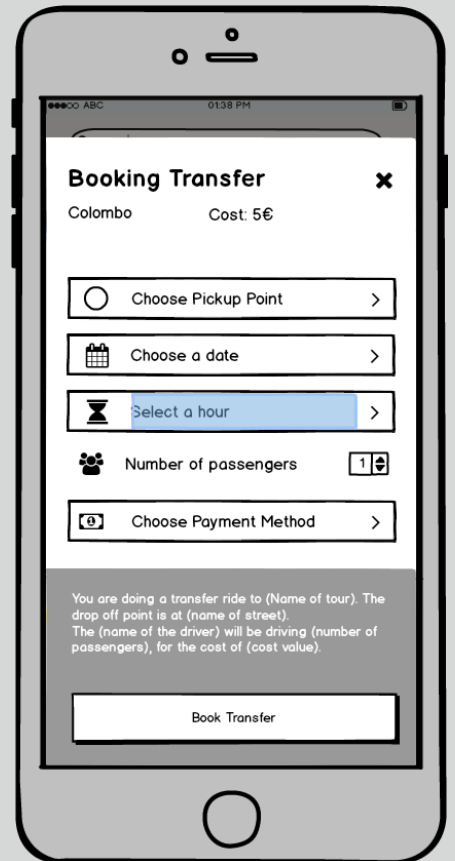 ABC 01:38 PM
Booking Transfer
Colombo Cost: 5€
Choose Pickup Point
Choose a date
Select a hour
Number of passengers 1
Choose Payment Method
You are doing a transfer ride to (Name of tour). The
drop off point is at (name of street).
The (name of the driver) will be driving (number of
passengers), for the cost of (cost value).
Book Transfer